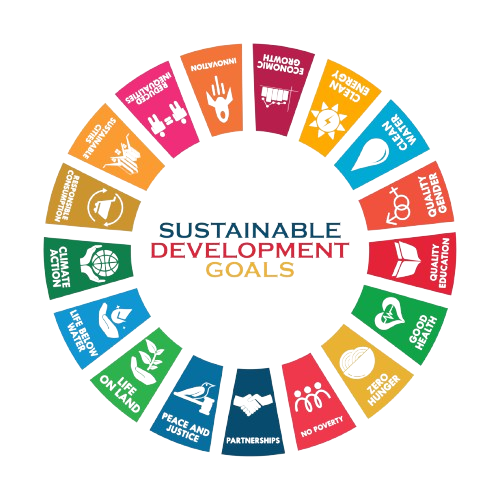 SUSTAINABLE
DEVELOPMENT
GOALS
NO POVERTY
ZERO
HUNGER
GOOD
HEALTH
QUALITY
EDUCATION
GENDER
QUALITY
CLEAN
WATER
CLEAN
ENERGY
ECONOMIC
GROWTH
INNOVATION
REDUCED
INEQUALITIES
SUSTAINABLE
CITIES
RESPONSIBLE
CONSUMPTION
CLIMATE
ACTION
LIFE BELOW
WATER
LIFE
ON LAND
PEACE AND
JUSTICE
PARTNERSHIPS